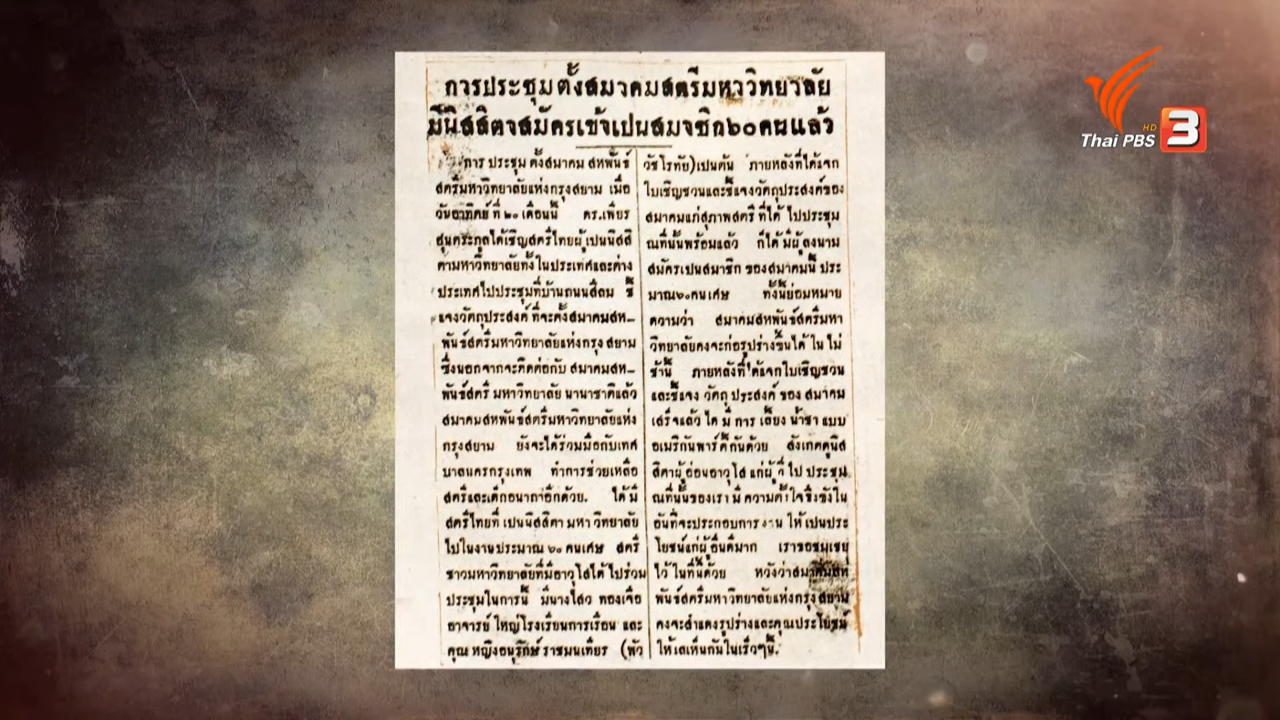 การประชุมตั้งสมาคมสตรีมหาวิทยาลัย
มีนิสสิตจสมัครเข้าเปนสมาชิก๖๐คนแล้ว
การ ประชุม ตั้งสมาคม สหพันธ์
สตรีมหาวิทยาลัยแห่งกรุงสยาม เมื่อ
วันอาทิตย์ ที่ ๒๐ เดือนนี้ ดร.เพียร
สุนตระกูลได้เชิญสตรีไทยผู้เปนนิสสิ
ตามหาวิทยาลัยทั้งในประเทศและต่าง
ประเทศไปประชุมที่บ้านถนนสีลม ชี้
แจงวัตถุประสงค์ ที่จะตั้งสมาคมสห-
พันธ์สตรีมหาวิทยาลัยแห่งกรุงสยาม
ซึ่งนอกจากจะติดต่อกับ สมาคมสห-
พันธ์สตรี มหาวิทยาลัย นานาชาติแล้ว
สมาคมสหพันธ์สตรีมหาวิทยาลัยแห่ง
กรุงสยาม ยังจะได้ร่วมมือกับเทศ
บาลนครกรุงเทพ ทำการช่วยเหลือ
สตรีและเด็กอนาถาอีกด้วย. ได้มี
สตรีไทยที่ เปนนิสสิตา มหา วิทยาลัย
ไปในงานประมาณ ๖๐ คนเศษ สตรี
ชาวมหาวิทยาลัยที่มีอาวุโสได้ ไปร่วม
ประชุมในการนี้ มีนางไสว ทองเจือ
อาจารย์ ใหญ่โรงเรียนการเรือน และ
คุณ หญิงอนุรักษ์ ราชมนเทียร (พัว
วัชโรทัย)เปนต้น ภายหลังที่ได้แจก
ใบเชิญชวนและชี้แจงวัตถุประสงค์ของ
สมาคมแก่สุภาพสตรี ที่ได้ ไปประชุม
ณที่นั้นพร้อมแล้ว ก็ได้ มีผู้ลงนาม
สมัครเปนสมาชิก ของสมาคมนี้ ประ
มาณ๖๐คนเศษ ทั้งนี้ย่อมหมาย
ความว่า สมาคมสหพันธ์สตรีมหา
วิทยาลัยคงจะก่อรูปร่างขึ้นได้ ใน ไม่
ช้านี้ ภายหลังที่ได้แจกใบเชิญชวน
และชี้แจง วัตถุ ประสงค์ ของ สมาคม
เสร็จแล้ว ได้ มี การ เลี้ยง น้ำชา แบบ
อเมริกันพาร์ตี้กันด้วย สังเกตดูนิส
สิตาผู้ อ่อนอาวุโส แก่ผู้ ที่ ไป ประชุม
ณที่นั้นของเรา มี ความตั้งใจ ซึ้งซังใน
อันที่จะประกอบการ งาน ให้ เปนประ
โยชน์แก่ผู้ อื่นดีมาก เราขอชมเชย
ไว้ ในที่นี้ด้วย หวังว่าสมาคมสห
พันธ์สตรีมหาวิทยาลัยแห่งกรุงสยาม
คงจะสำแดงรูปร่างและคุณประโยชน์
ให้ เลเห็นกันในเร็วๆนี้.
Thai PBS HD 3